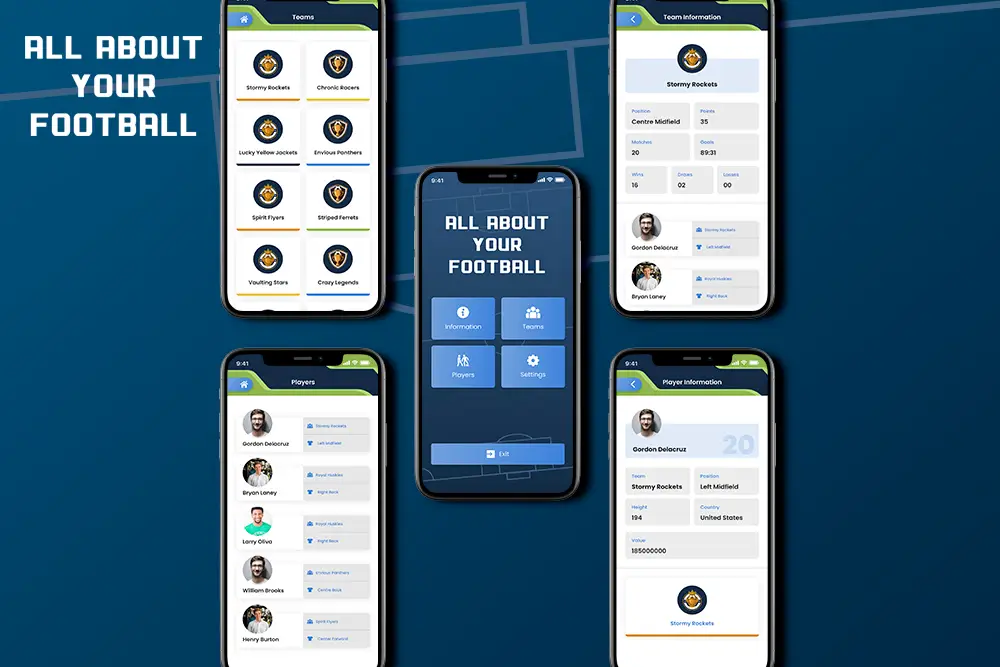 ALL ABOUT
YOUR
FOOTBALL
Teams
Stormy Rockets
Chronic Racers
Lucky Yellow Jackets
Envious Panthers
Spirit Flyers
Striped Ferrets
Vaulting Stars
Crazy Legends
9:41
Players
Gordon Delacruz
Stormy Rockets
Left Midfield
Bryan Laney
Royal Huskies
Right Back
Larry Oliva
Royal Huskies
Right Back
William Brooks
Envious Panthers
Centre Back
Henry Burton
Spirit Flyers
Center Forward
9:41
ALL ABOUT
YOUR
FOOTBALL
Information
Teams
Players
Settings
Exit
Team Information
Stormy Rockets
Position
Centre Midfield
Points
35
Matches
20
Goals
89:31
Wins
16
Draws
02
Losses
00
Gordon Delacruz
Stormy Rockets
Left Midfield
Bryan Laney
Royal Huskies
Right Back
9:41
Player Information
Gordon Delacruz
20
Team
Stormy Rockets
Position
Left Midfield
Height
194
Country
United States
Value
185000000
Stormy Rockets